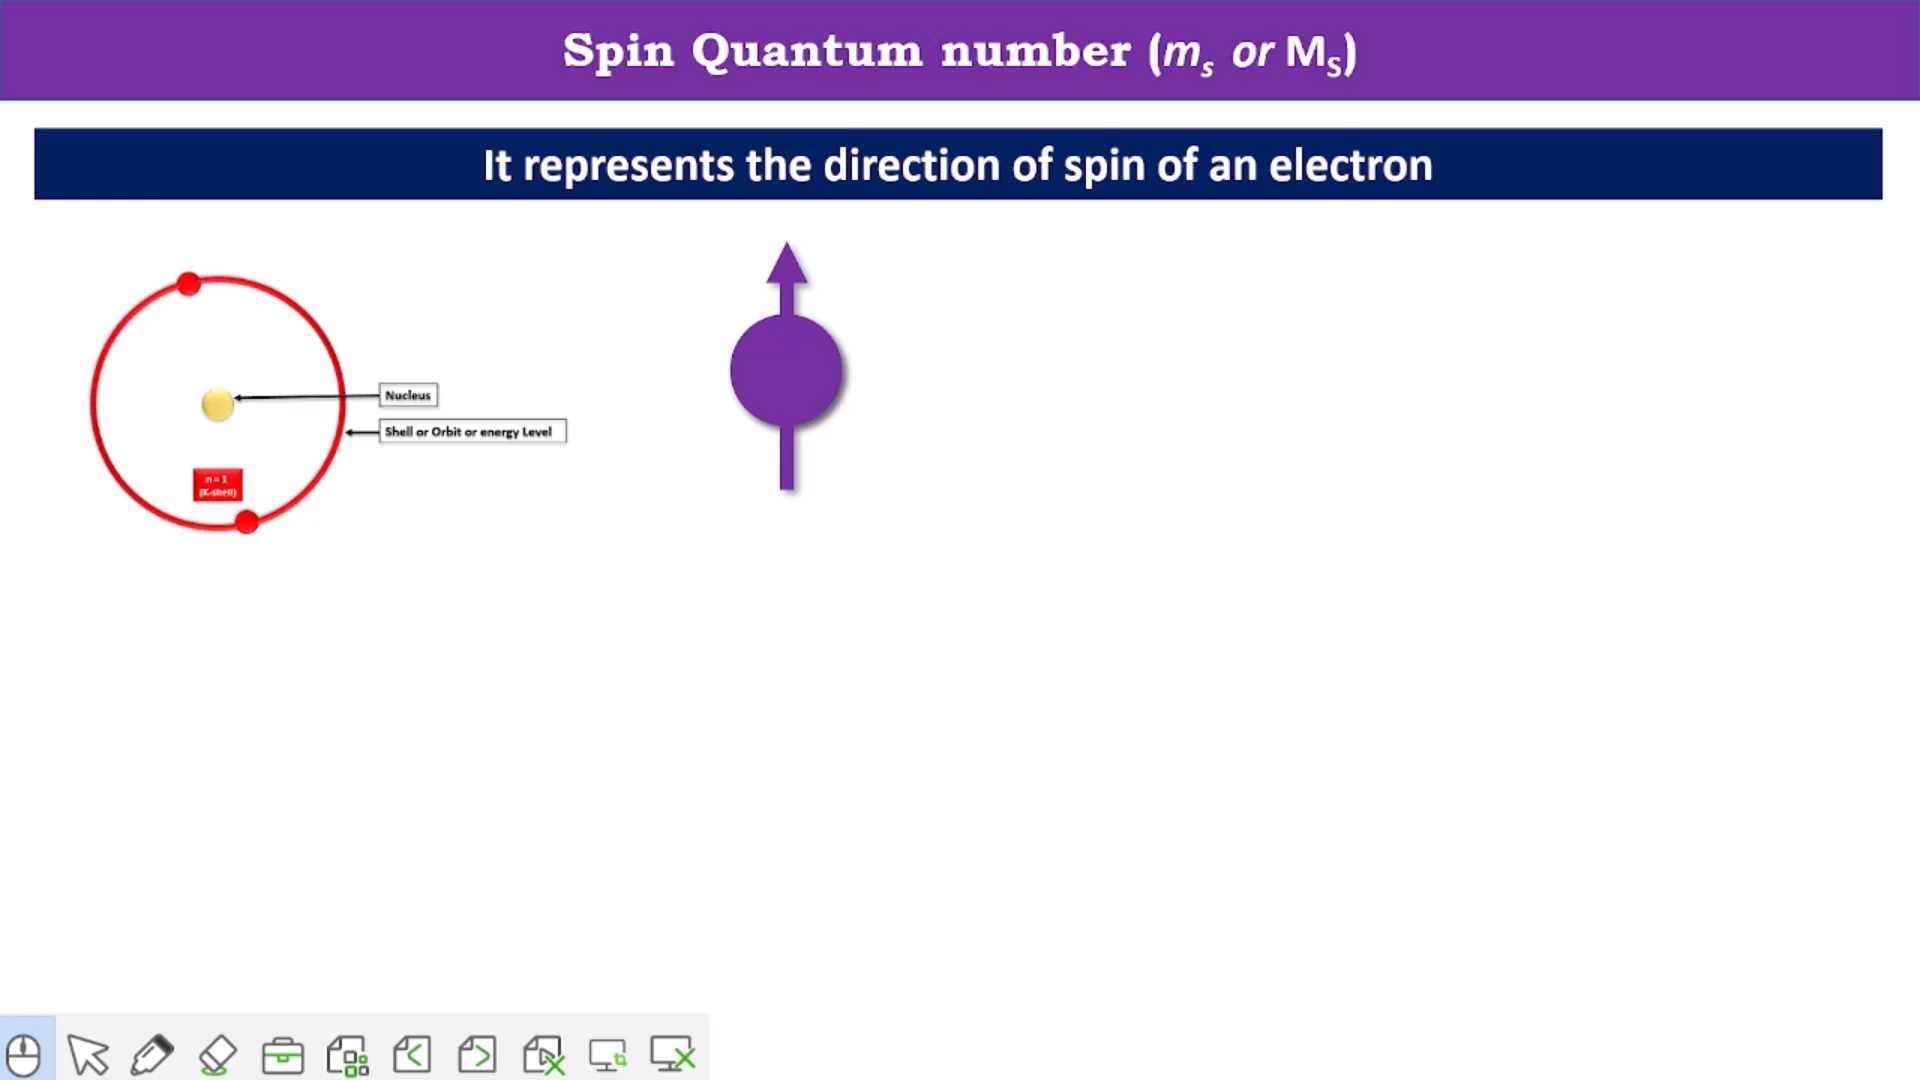 Spin Quantum number (mₛ or M_S)
It represents the direction of spin of an electron
Nucleus
Shell or Orbit or energy Level
n = 1
(K-shell)